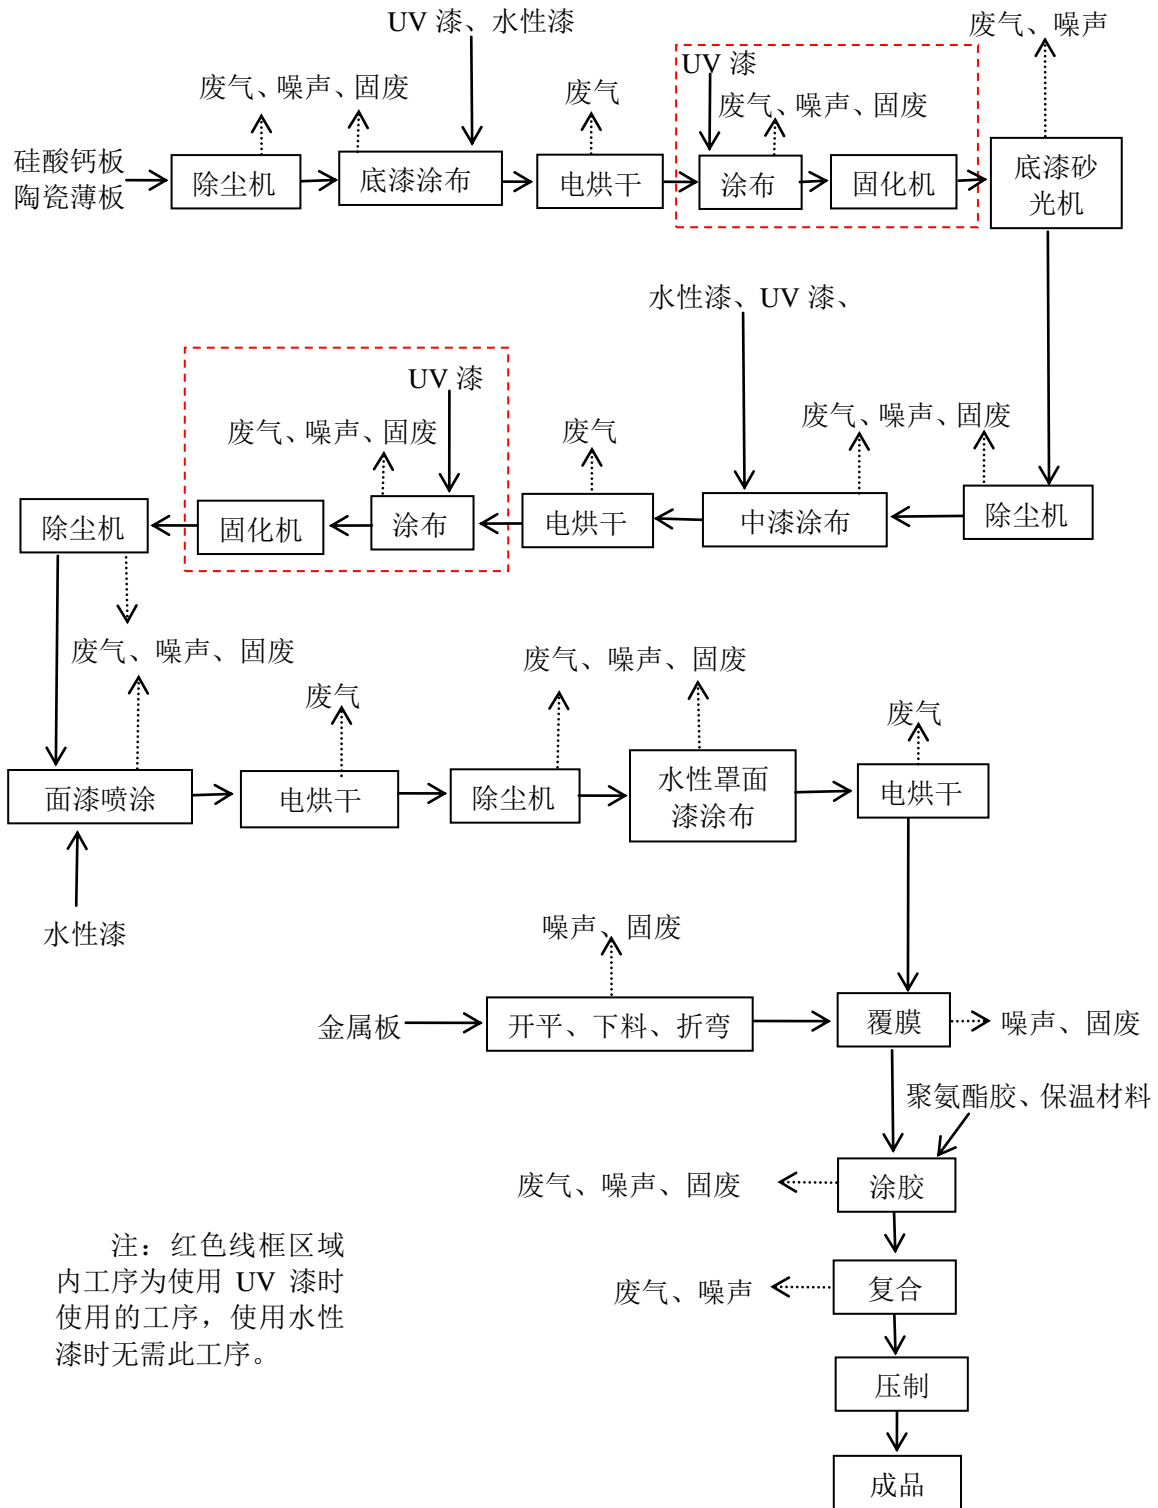 UV 漆、水性漆
废气、噪声
UV 漆
废气、噪声、固废
废气
废气、噪声、固废
硅酸钙板
陶瓷薄板
除尘机
底漆涂布
电烘干
涂布
固化机
底漆砂
光机
水性漆、UV 漆、
UV 漆
废气、噪声、固废
废气
废气、噪声、固废
除尘机
固化机
涂布
电烘干
中漆涂布
除尘机
废气、噪声、固废
废气
废气、噪声、固废
废气
面漆喷涂
电烘干
除尘机
水性罩面
漆涂布
电烘干
水性漆
噪声、固废
金属板
开平、下料、折弯
覆膜
噪声、固废
聚氨酯胶、保温材料
废气、噪声、固废
涂胶
注：红色线框区域
内工序为使用 UV 漆时
使用的工序，使用水性
漆时无需此工序。
废气、噪声
复合
压制
成品